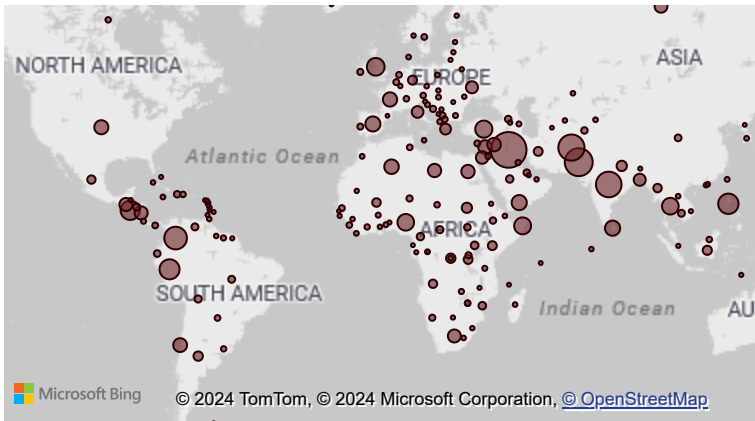 NORTH AMERICA
EUROPE
ASIA
Atlantic Ocean
AFRICA
SOUTH AMERICA
Indian Ocean
AU
Microsoft Bing
© 2024 TomTom, © 2024 Microsoft Corporation, © OpenStreetMap